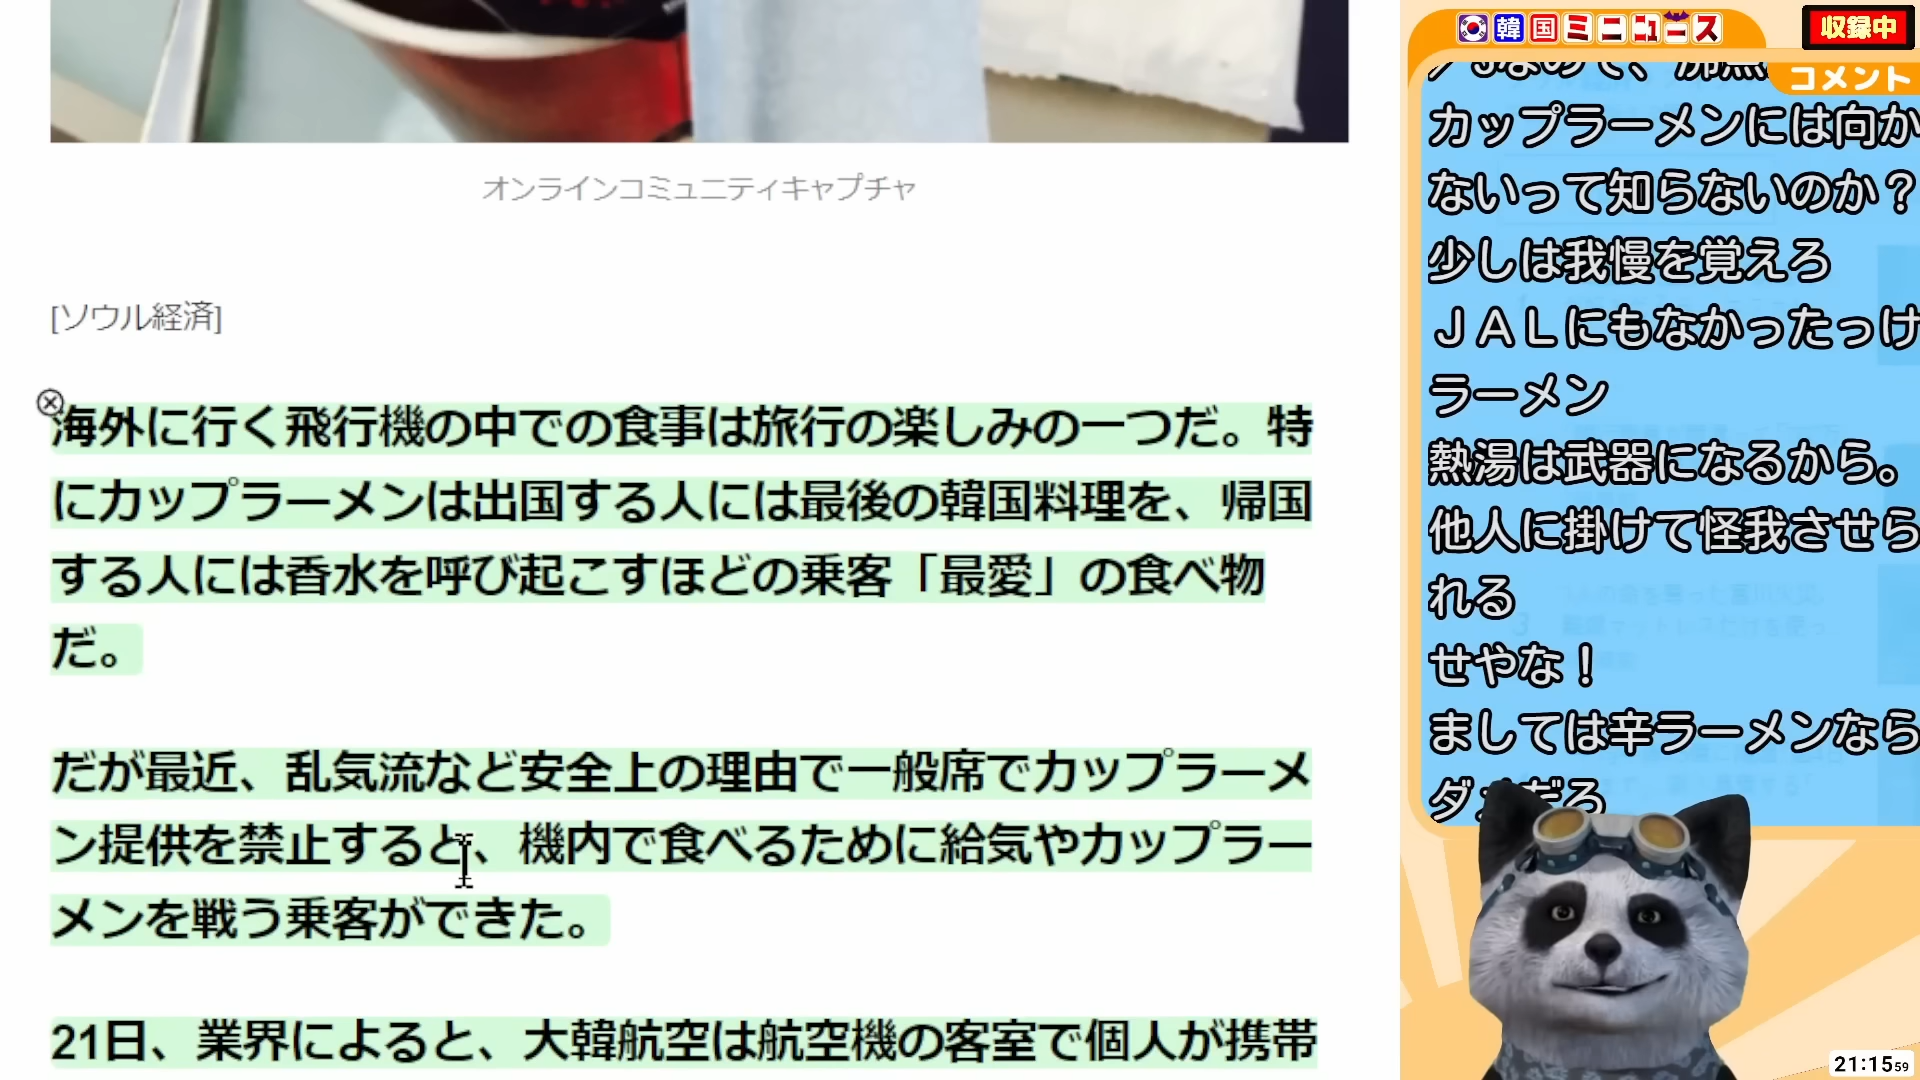 オンラインコミュニティキャプチャ
[ソウル経済]
海外に行く飛行機の中での食事は旅行の楽しみの一つだ。特
にカップラーメンは出国する人には最後の韓国料理を、帰国
する人には香水を呼び起こすほどの乗客「最愛」の食べ物
だ。
だが最近、乱気流など安全上の理由で一般席でカップラーメ
ン提供を禁止すると、機内で食べるために給気やカップラー
メンを戦う乗客ができた。
21日、業界によると、大韓航空は航空機の客室で個人が携帯
韓国ミニニュース
収録中
コメント
カップラーメンには向か
ないって知らないのか？
少しは我慢を覚えろ
ＪＡＬにもなかったっけ
ラーメン
熱湯は武器になるから。
他人に掛けて怪我させら
れる
せやな！
ましては辛ラーメンなら
21:15 59